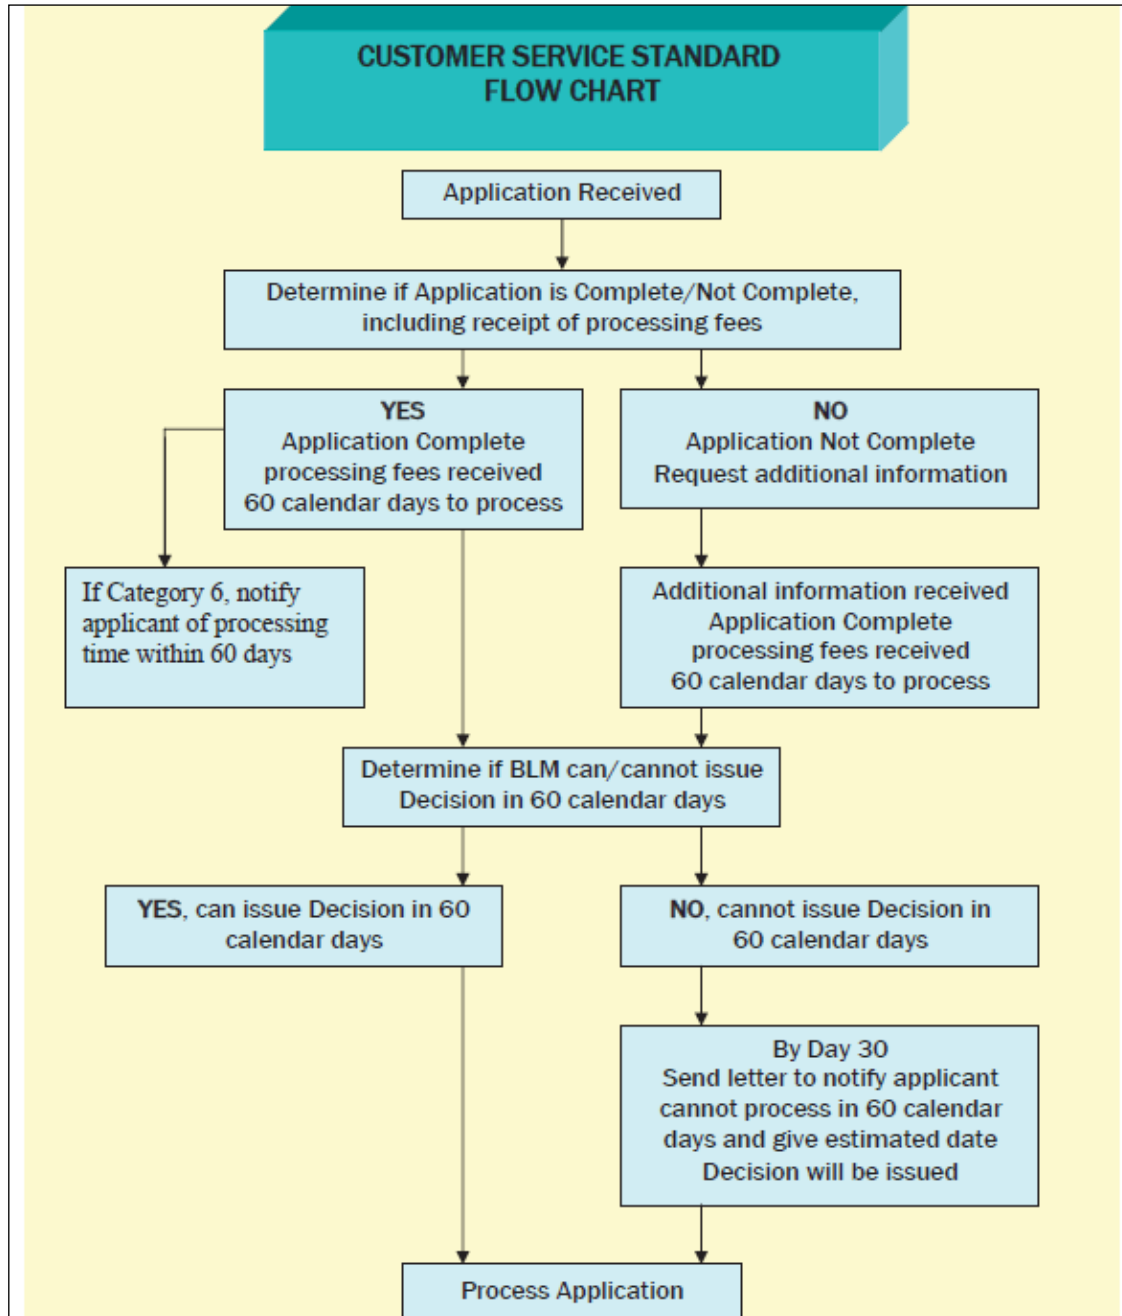 CUSTOMER SERVICE STANDARD
FLOW CHART
Application Received
Determine if Application is Complete/Not Complete,
including receipt of processing fees
YES
Application Complete
processing fees received
60 calendar days to process
NO
Application Not Complete
Request additional information
If Category 6, notify
applicant of processing
time within 60 days
Additional information received
Application Complete
processing fees received
60 calendar days to process
Determine if BLM can/cannot issue
Decision in 60 calendar days
YES, can issue Decision in 60
calendar days
NO, cannot issue Decision in
60 calendar days
By Day 30
Send letter to notify applicant
cannot process in 60 calendar
days and give estimated date
Decision will be issued
Process Application